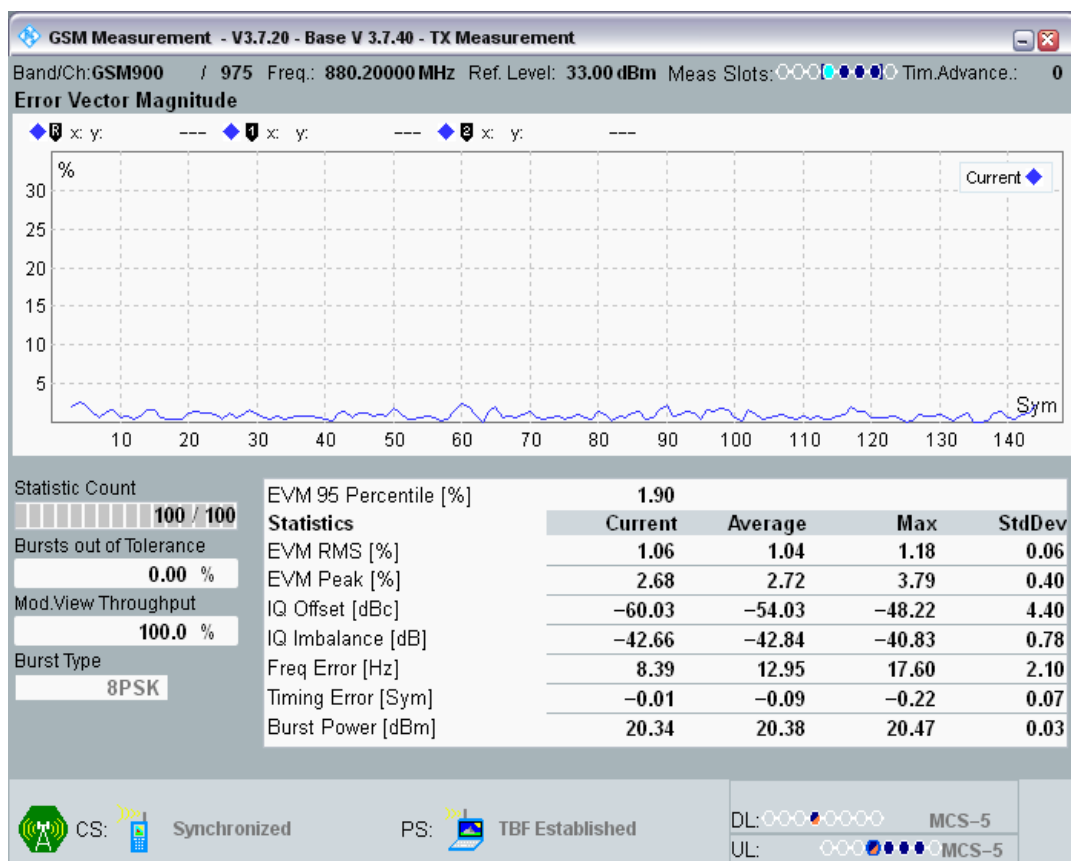 GSM Measurement - V3.7.20 - Base V 3.7.40 - TX Measurement
Band/Ch:GSM900 / 975 Freq.: 880.20000 MHz Ref. Level: 33.00 dBm Meas Slots: Tim.Advance.: 0
Error Vector Magnitude
R x: y: --- 1 x: y: --- 2 x: y: ---
%
Current
30
25
20
15
10
5
Sym
10 20 30 40 50 60 70 80 90 100 110 120 130 140
Statistic Count
100 / 100
Bursts out of Tolerance
0.00 %
Mod.View Throughput
100.0 %
Burst Type
8PSK
EVM 95 Percentile [%] 1.90
Statistics Current Average Max StdDev
EVM RMS [%] 1.06 1.04 1.18 0.06
EVM Peak [%] 2.68 2.72 3.79 0.40
IQ Offset [dBc] −60.03 −54.03 −48.22 4.40
IQ Imbalance [dB] −42.66 −42.84 −40.83 0.78
Freq Error [Hz] 8.39 12.95 17.60 2.10
Timing Error [Sym] −0.01 −0.09 −0.22 0.07
Burst Power [dBm] 20.34 20.38 20.47 0.03
CS: Synchronized PS: TBF Established
DL: MCS−5
UL: MCS−5